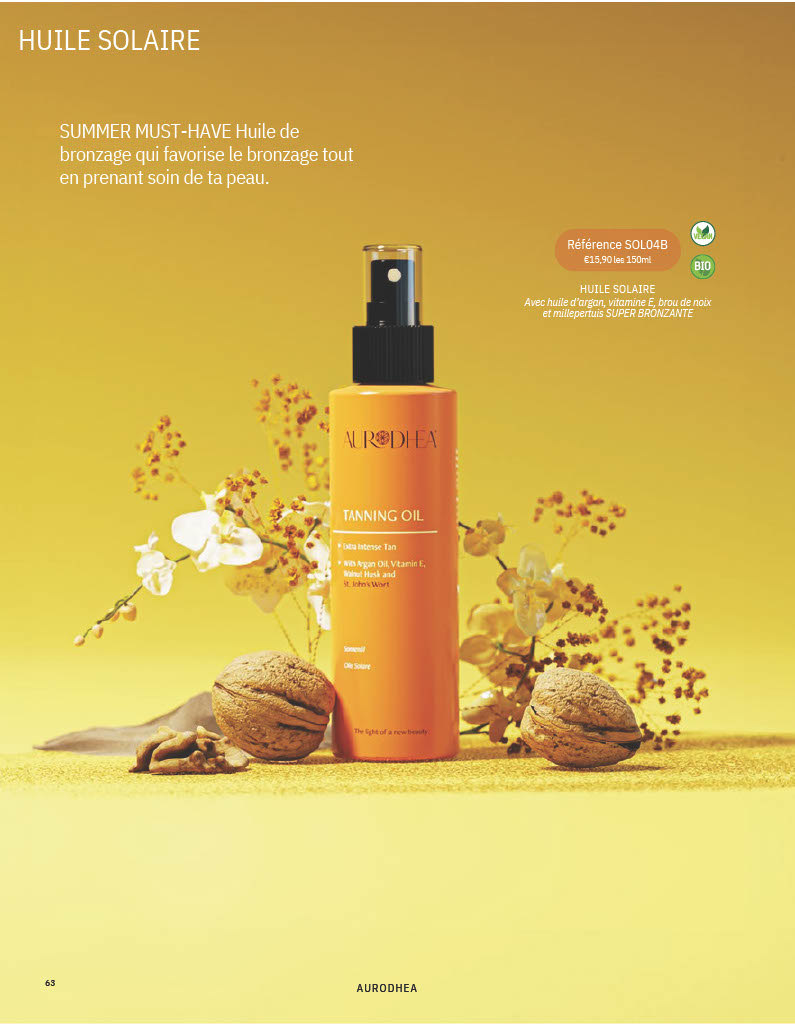 HUILE SOLAIRE
SUMMER MUST-HAVE Huile de
bronzage qui favorise le bronzage tout
en prenant soin de ta peau.
Référence SOL04B
€15,90 les 150ml
VEGAN
BIO
HUILE SOLAIRE
Avec huile d'argan, vitamine E, brou de noix
et millepertuis SUPER BRONZANTE
AURODHEA
TANNING OIL
Extra Intense Tan
With Argan Oil, Vitamin E,
Walnut Husk and
St. John's Wort
Sonnenöl
Olio Solare
The light of a new beauty
63
AURODHEA